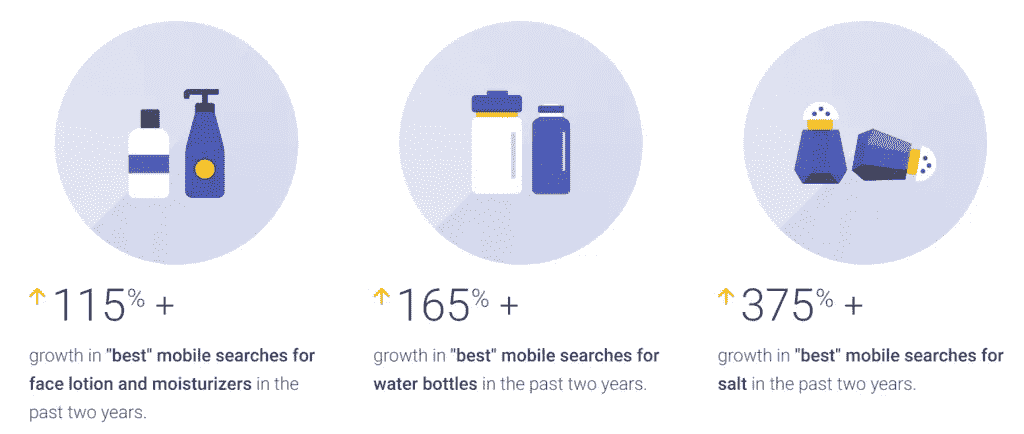 115% +
growth in "best" mobile searches for
face lotion and moisturizers in the
past two years.
165% +
growth in "best" mobile searches for
water bottles in the past two years.
375% +
growth in "best" mobile searches for
salt in the past two years.